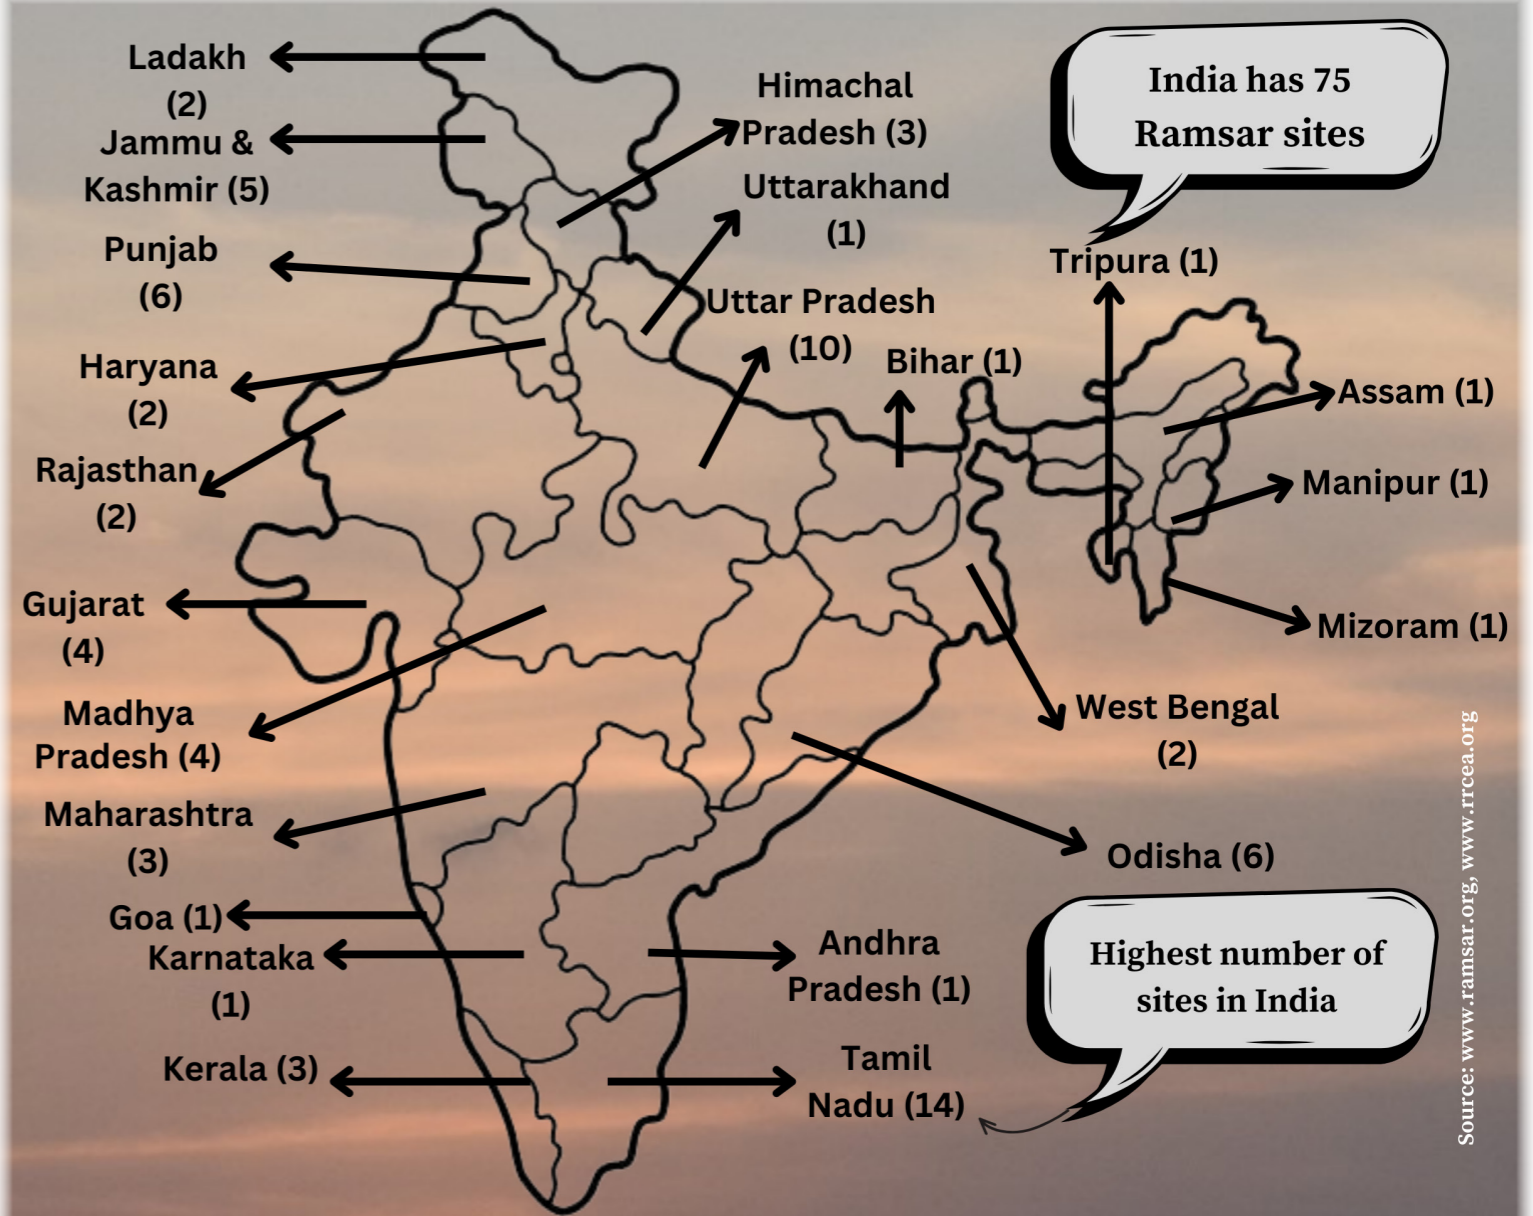 Ladakh
(2)
Jammu &
Kashmir (5)
Punjab
(6)
Haryana
(2)
Rajasthan
(2)
Gujarat
(4)
Madhya
Pradesh (4)
Maharashtra
(3)
Goa (1)
Karnataka
(1)
Kerala (3)
Himachal
Pradesh (3)
Uttarakhand
(1)
Uttar Pradesh
(10)
Bihar (1)
India has 75
Ramsar sites
Tripura (1)
Assam (1)
Manipur (1)
Mizoram (1)
West Bengal
(2)
Odisha (6)
Andhra
Pradesh (1)
Tamil
Nadu (14)
Highest number of
sites in India
Source: www.ramsar.org, www.rrcea.org